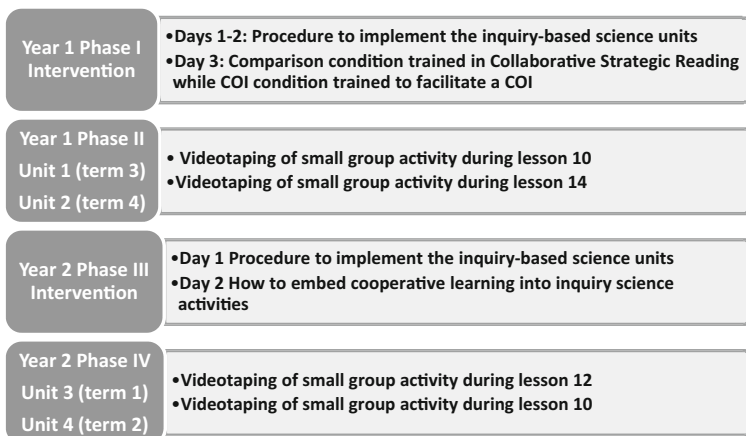 Year 1 Phase I
Intervention
•Days 1-2: Procedure to implement the inquiry-based science units
•Day 3: Comparison condition trained in Collaborative Strategic Reading
while COI condition trained to facilitate a COI
Year 1 Phase II
Unit 1 (term 3)
Unit 2 (term 4)
• Videotaping of small group activity during lesson 10
•Videotaping of small group activity during lesson 14
Year 2 Phase III
Intervention
•Day 1 Procedure to implement the inquiry-based science units
•Day 2 How to embed cooperative learning into inquiry science
activities
Year 2 Phase IV
Unit 3 (term 1)
Unit 4 (term 2)
•Videotaping of small group activity during lesson 12
•Videotaping of small group activity during lesson 10